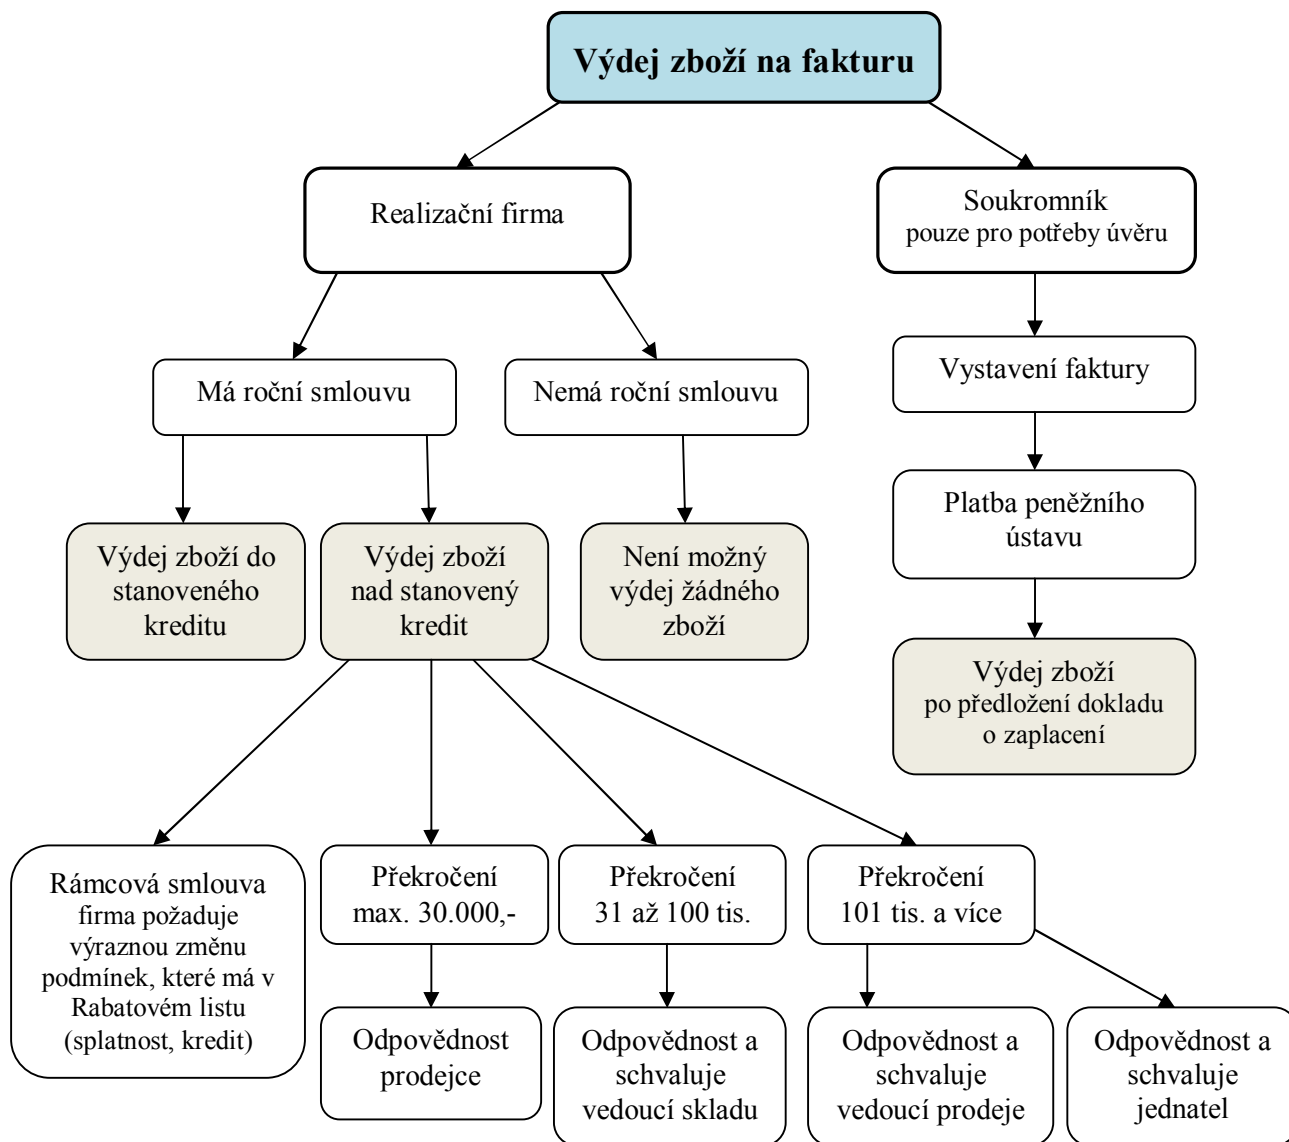 Výdej zboží na fakturu
Realizační firma
Soukromník
pouze pro potřeby úvěru
Má roční smlouvu
Nemá roční smlouvu
Vystavení faktury
Platba peněžního
ústavu
Výdej zboží do
stanoveného
kreditu
Výdej zboží
nad stanovený
kredit
Není možný
výdej žádného
zboží
Výdej zboží
po předložení dokladu
o zaplacení
Rámcová smlouva
firma požaduje
výraznou změnu
podmínek, které má v
Rabatovém listu
(splatnost, kredit)
Překročení
max. 30.000,-
Překročení
31 až 100 tis.
Překročení
101 tis. a více
Odpovědnost
prodejce
Odpovědnost a
schvaluje
vedoucí skladu
Odpovědnost a
schvaluje
vedoucí prodeje
Odpovědnost a
schvaluje
jednatel